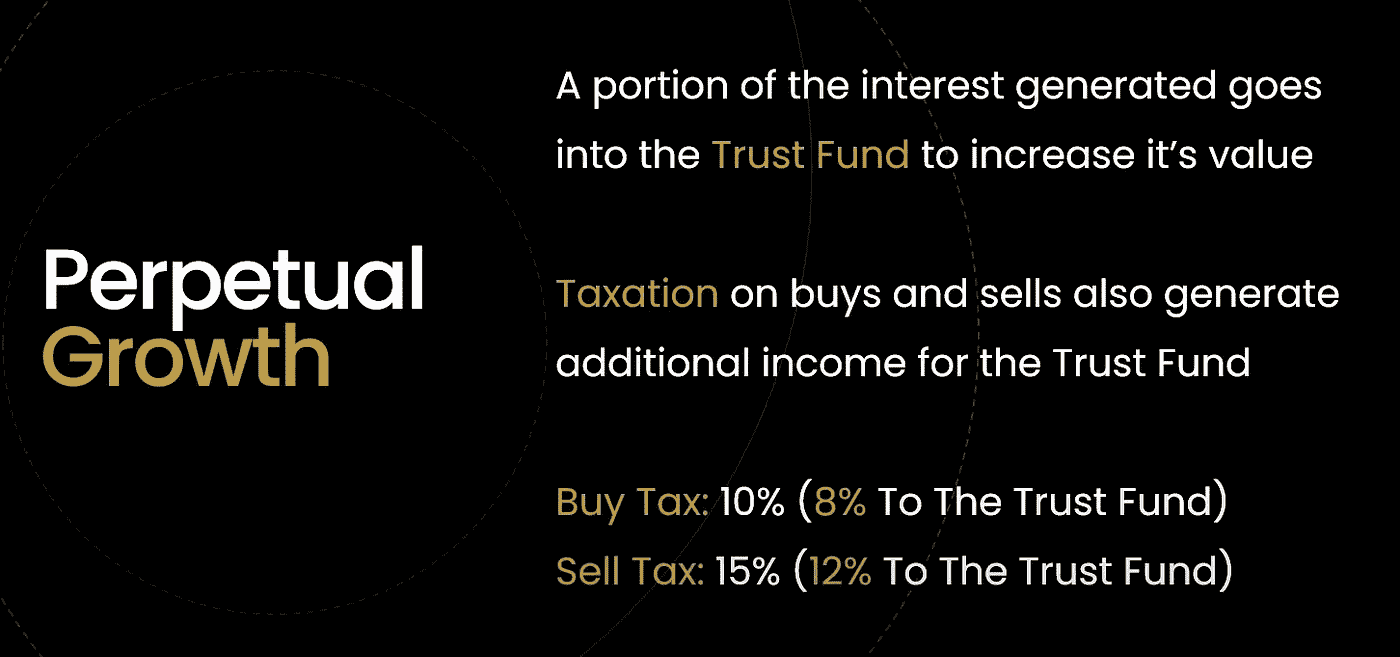 Perpetual
Growth
A portion of the interest generated goes
into the Trust Fund to increase it’s value
Taxation on buys and sells also generate
additional income for the Trust Fund
Buy Tax: 10% (8% To The Trust Fund)
Sell Tax: 15% (12% To The Trust Fund)